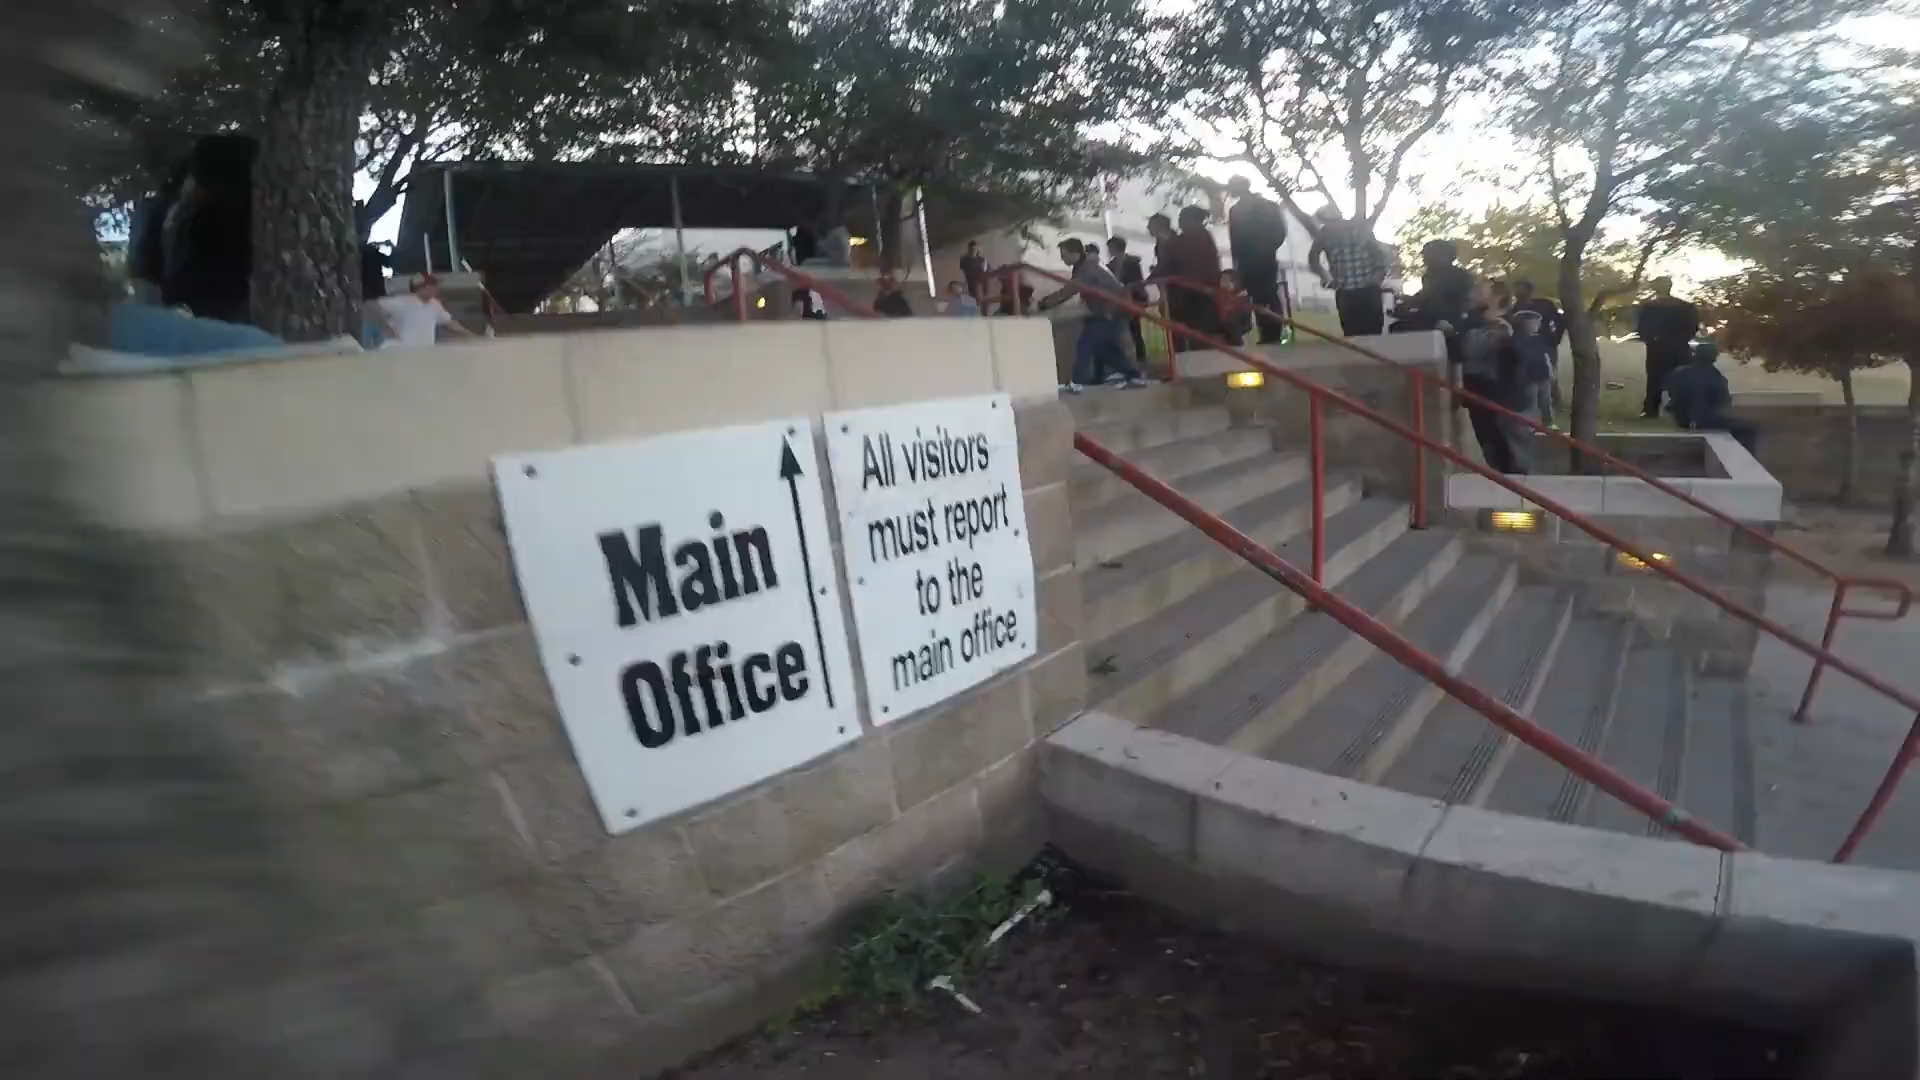 Main
Office
All visitors
must report
to the
main office